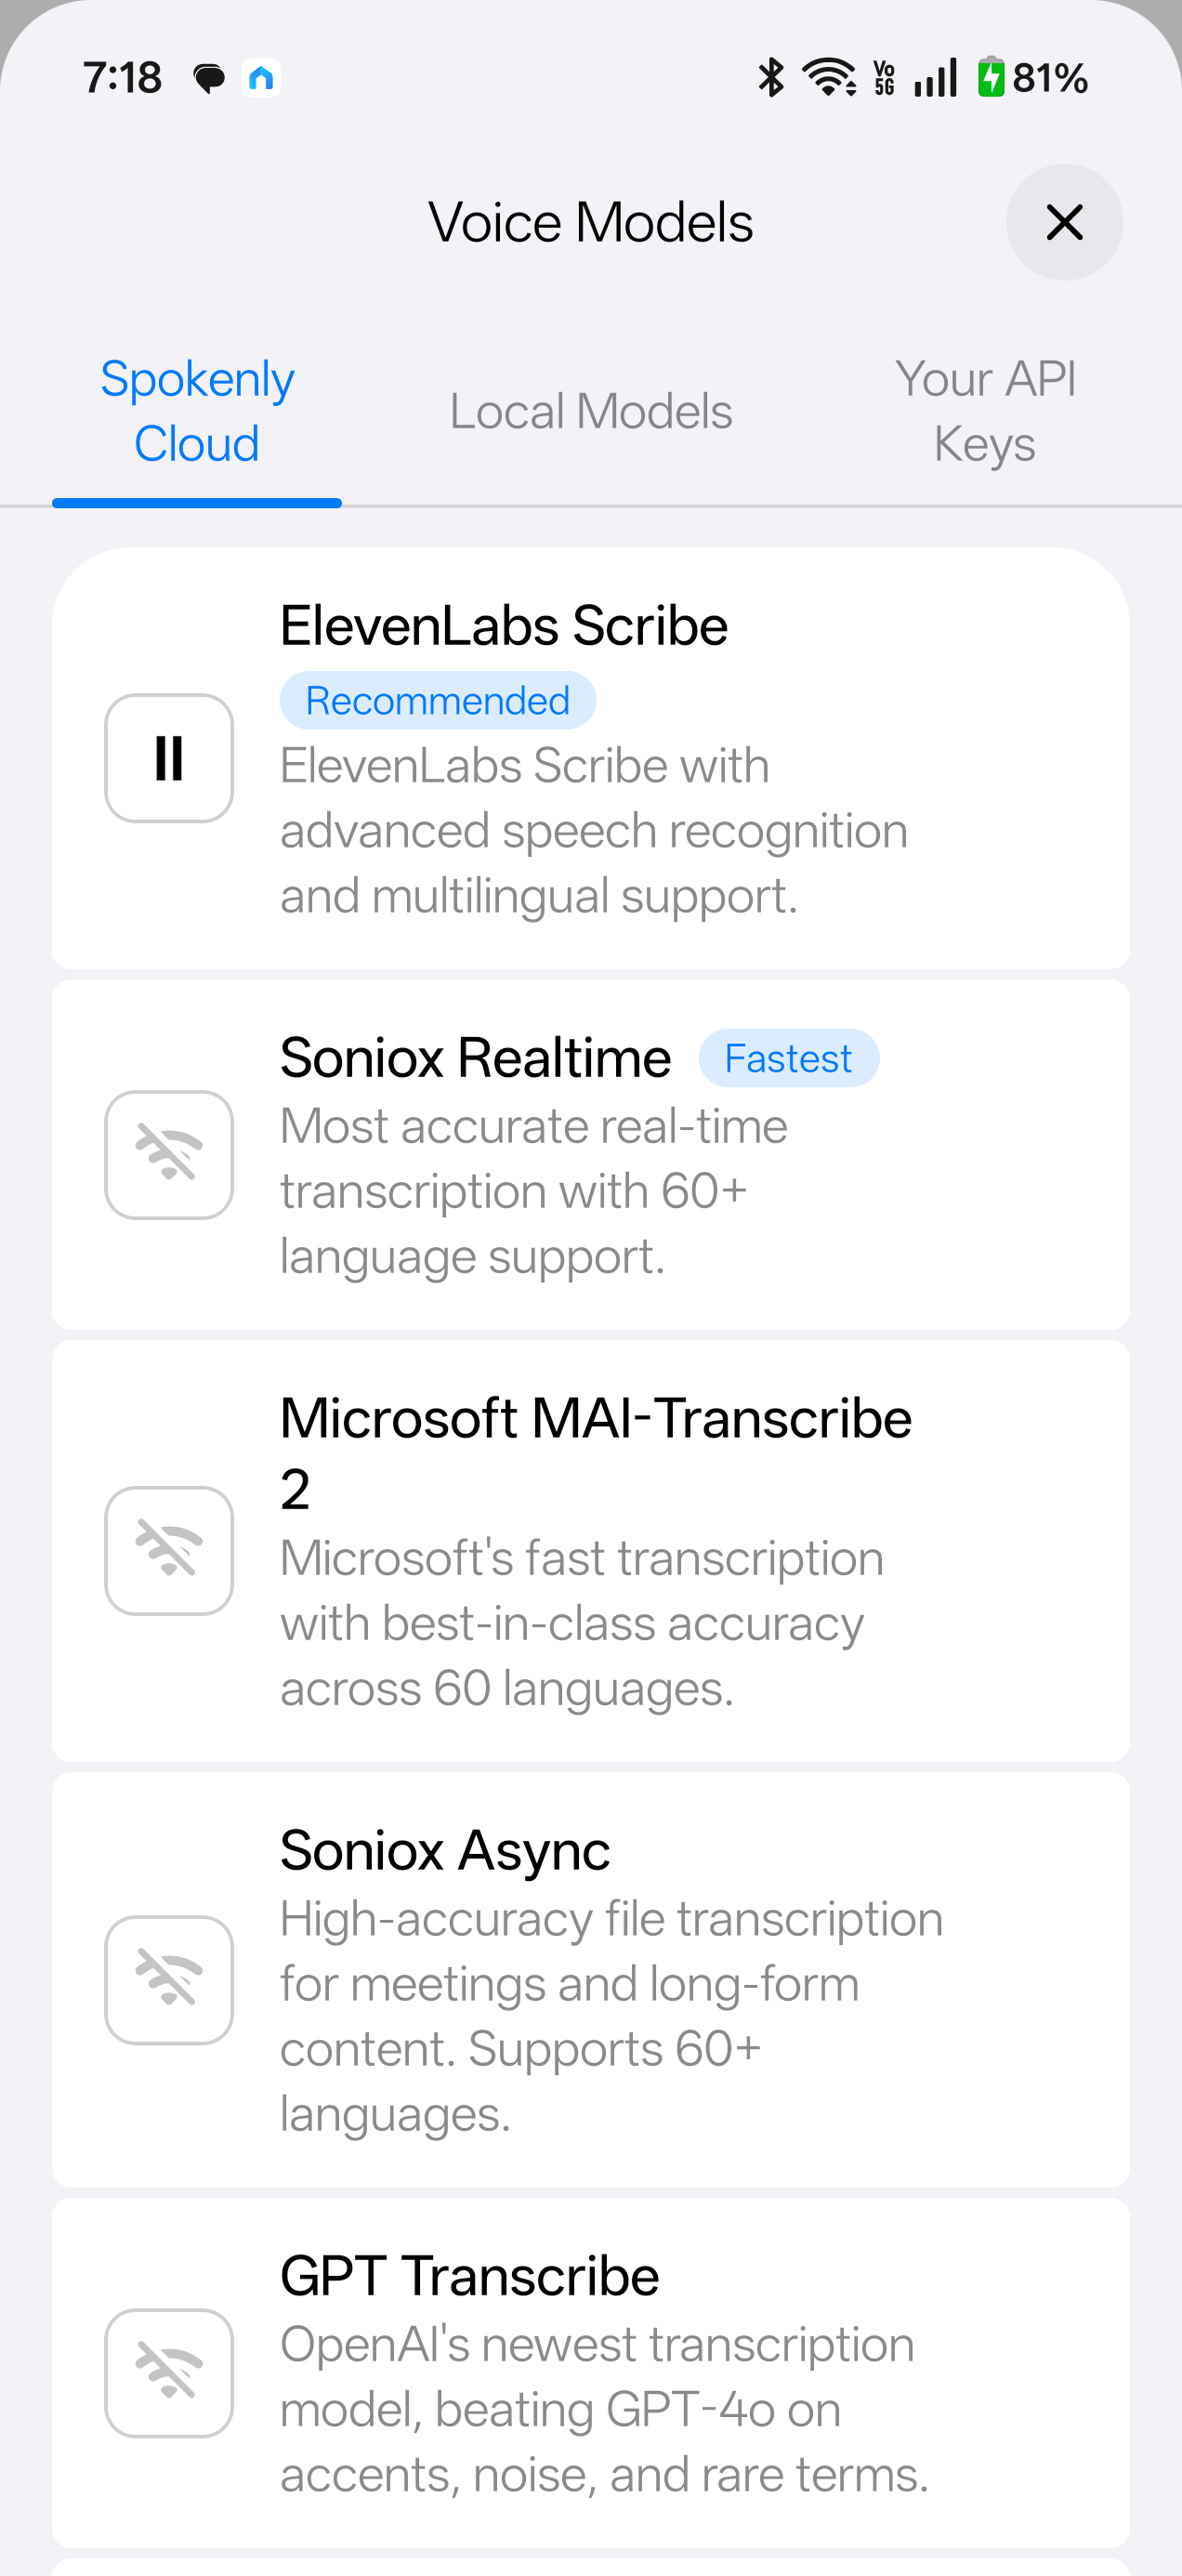 7:18
Vo
5G
81%
Voice Models
Spokenly
Cloud
Local Models
Your API
Keys
ElevenLabs Scribe
Recommended
ElevenLabs Scribe with
advanced speech recognition
and multilingual support.
Soniox Realtime Fastest
Most accurate real-time
transcription with 60+
language support.
Microsoft MAI-Transcribe
2
Microsoft's fast transcription
with best-in-class accuracy
across 60 languages.
Soniox Async
High-accuracy file transcription
for meetings and long-form
content. Supports 60+
languages.
GPT Transcribe
OpenAI's newest transcription
model, beating GPT-4o on
accents, noise, and rare terms.